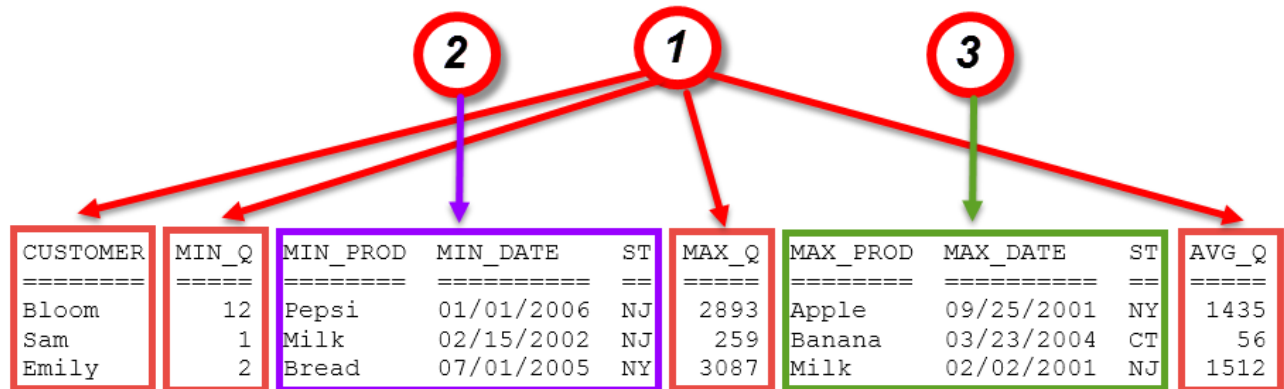 2 1 3
CUSTOMER MIN_Q MIN_PROD MIN_DATE ST MAX_Q MAX_PROD MAX_DATE ST AVG_Q
======== ===== ======== ========== == ===== ======== ========== == =====
Bloom 12 Pepsi 01/01/2006 NJ 2893 Apple 09/25/2001 NY 1435
Sam 1 Milk 02/15/2002 NJ 259 Banana 03/23/2004 CT 56
Emily 2 Bread 07/01/2005 NY 3087 Milk 02/02/2001 NJ 1512